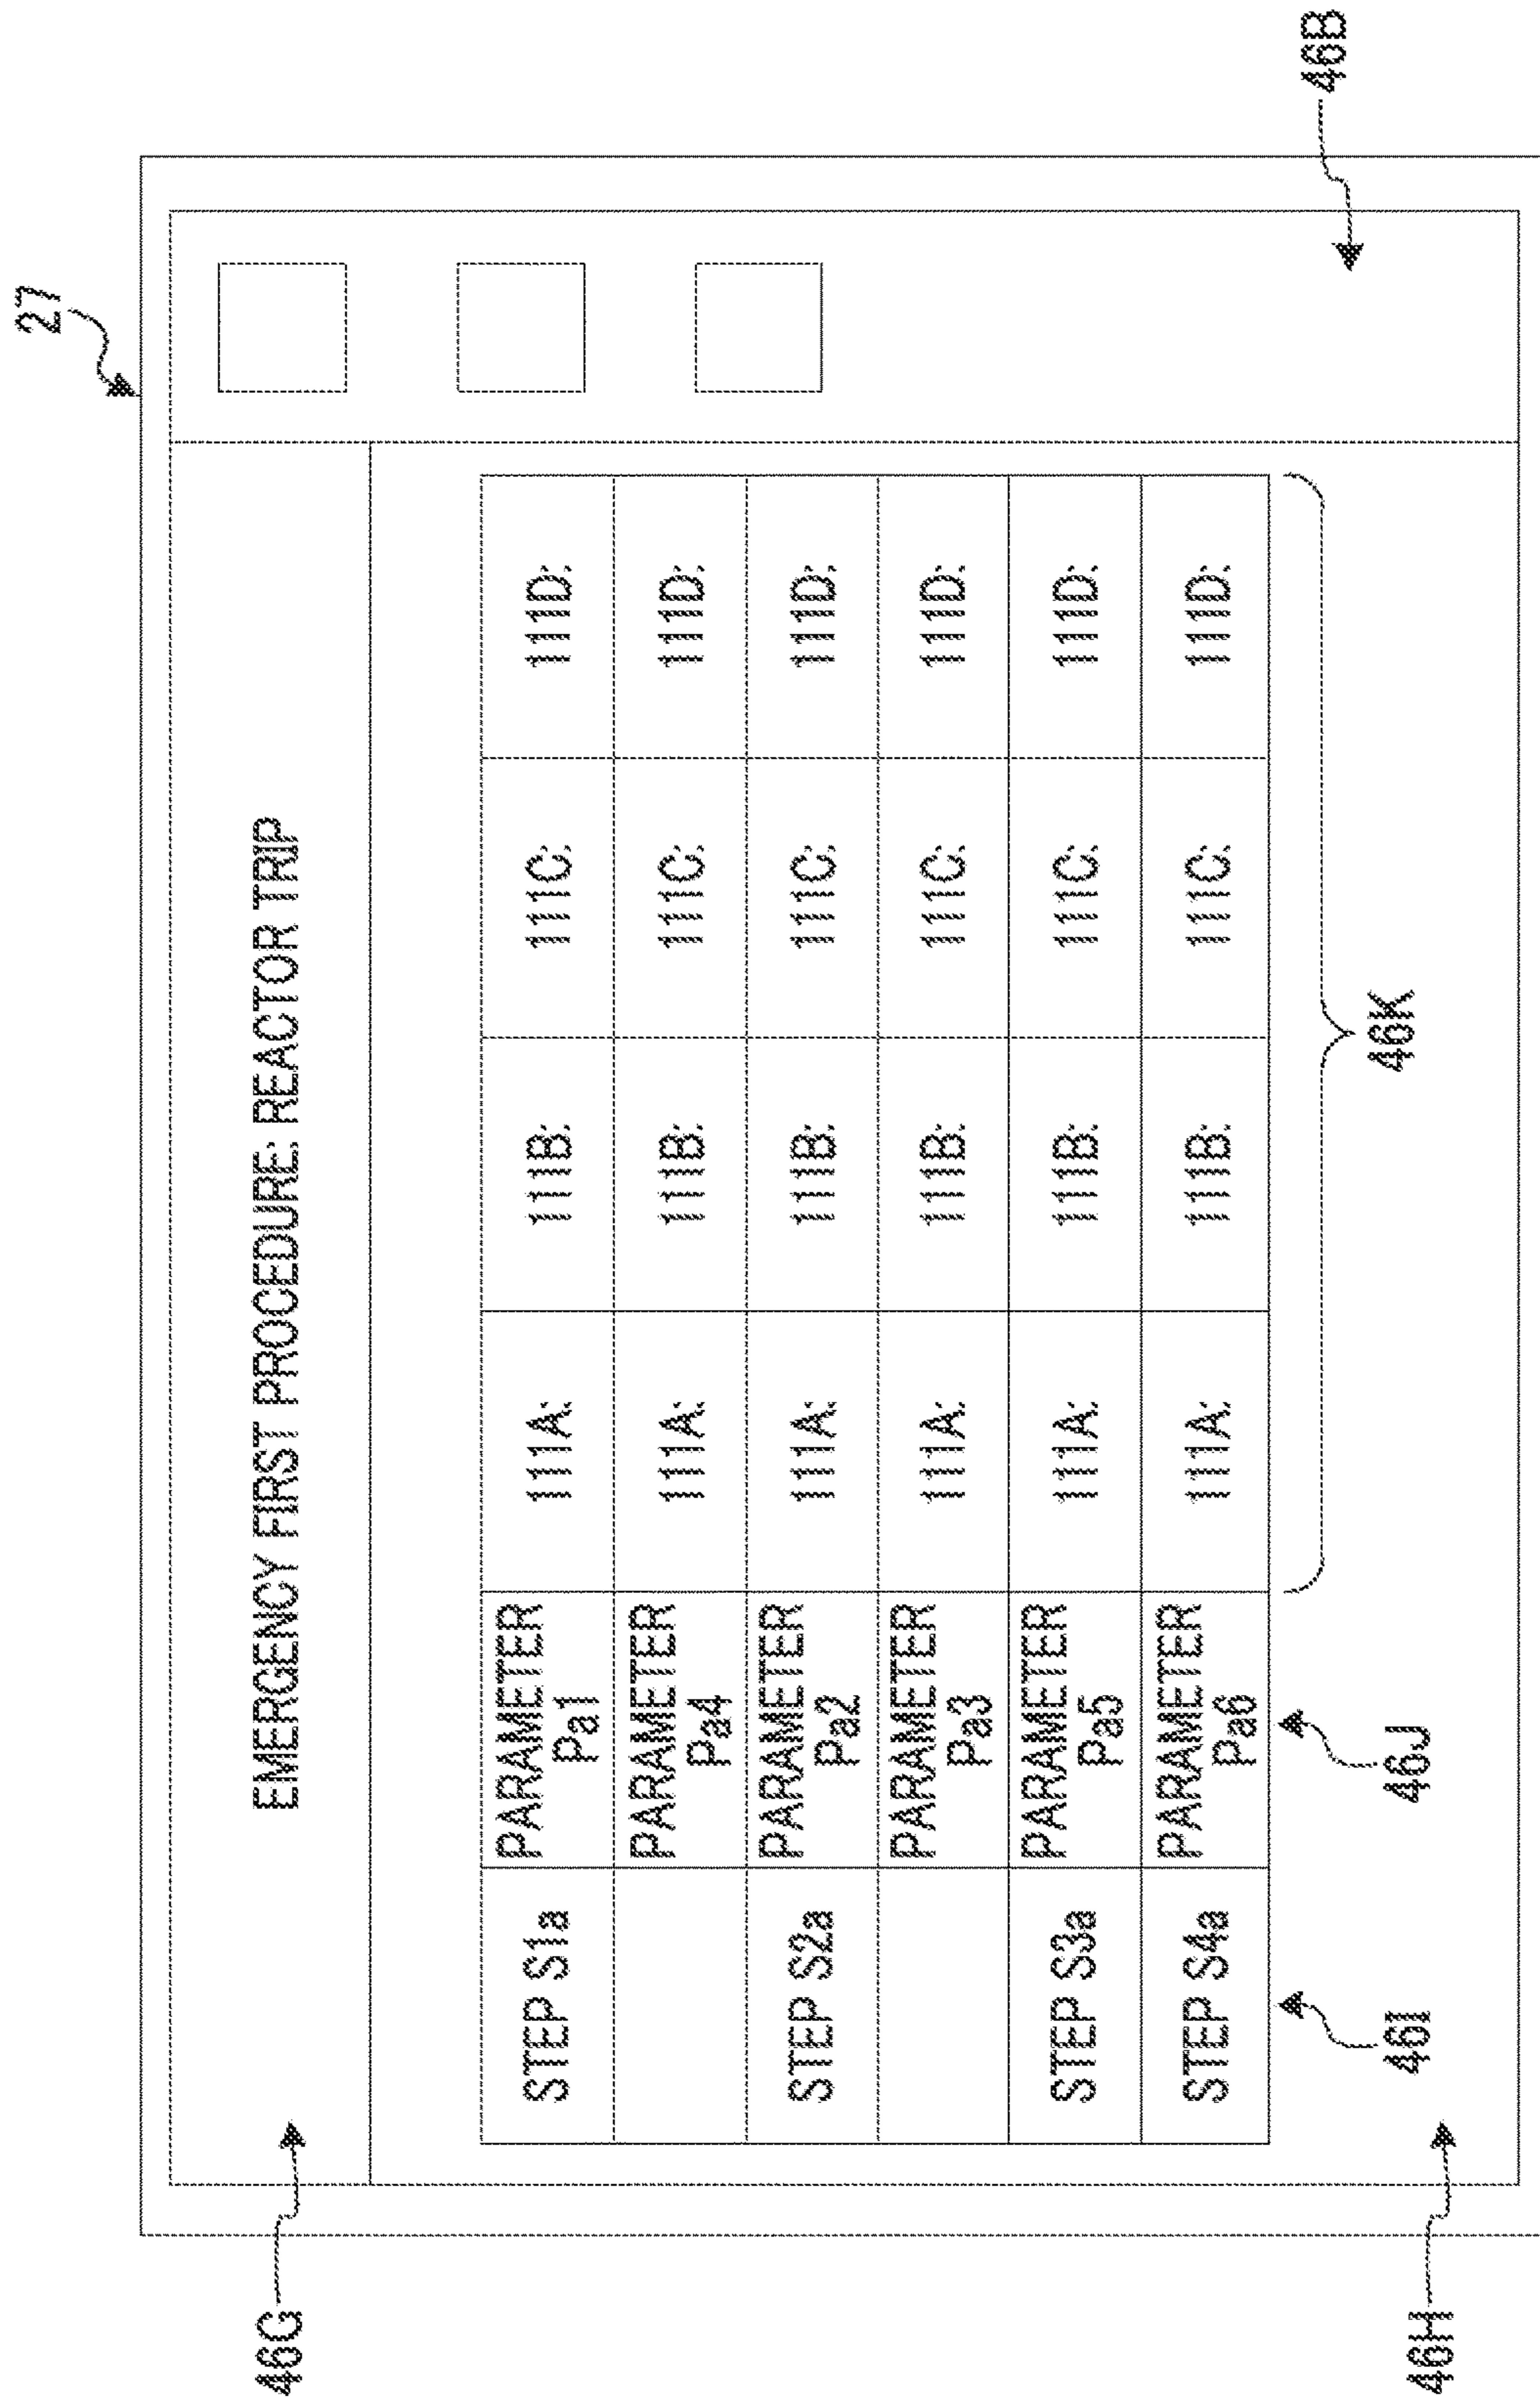 27
46G
EMERGENCY FIRST PROCEDURE: REACTOR TRIP
STEP S1a
PARAMETER
Pa1
111A:
111B:
111C:
111D:
PARAMETER
Pa4
111A:
111B:
111C:
111D:
STEP S2a
PARAMETER
Pa2
111A:
111B:
111C:
111D:
PARAMETER
Pa3
111A:
111B:
111C:
111D:
STEP S3a
PARAMETER
Pa5
111A:
111B:
111C:
111D:
STEP S4a
PARAMETER
Pa6
111A:
111B:
111C:
111D:
46B
46K
46I
46J
46H